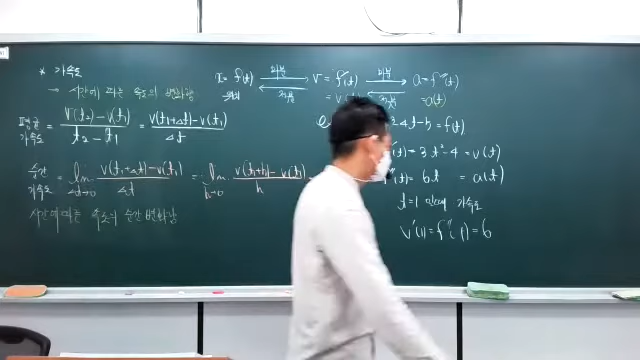 * 가속도
→ 시간에 따른 속도의 변화량
평균 가속도 = v(t₂) - v(t₁) / t₂ - t₁ = v(t₁+Δt) - v(t₁) / Δt
순간 가속도 = lim Δt→0 v(t₁+Δt) - v(t₁) / Δt = lim h→0 v(t₁+h) - v(t₁) / h
시간에 따른 속도의 순간변화량
x = f(t) 미분 v = f'(t) 미분 a = f''(t)
위치 적분 = v 적분 = a(t)
4t - 5 = f(t)
'(t) = 3t² - 4 = v(t)
"(t) = 6t = a(t)
t=1 가속도
v'(1) = f''(1) = 6